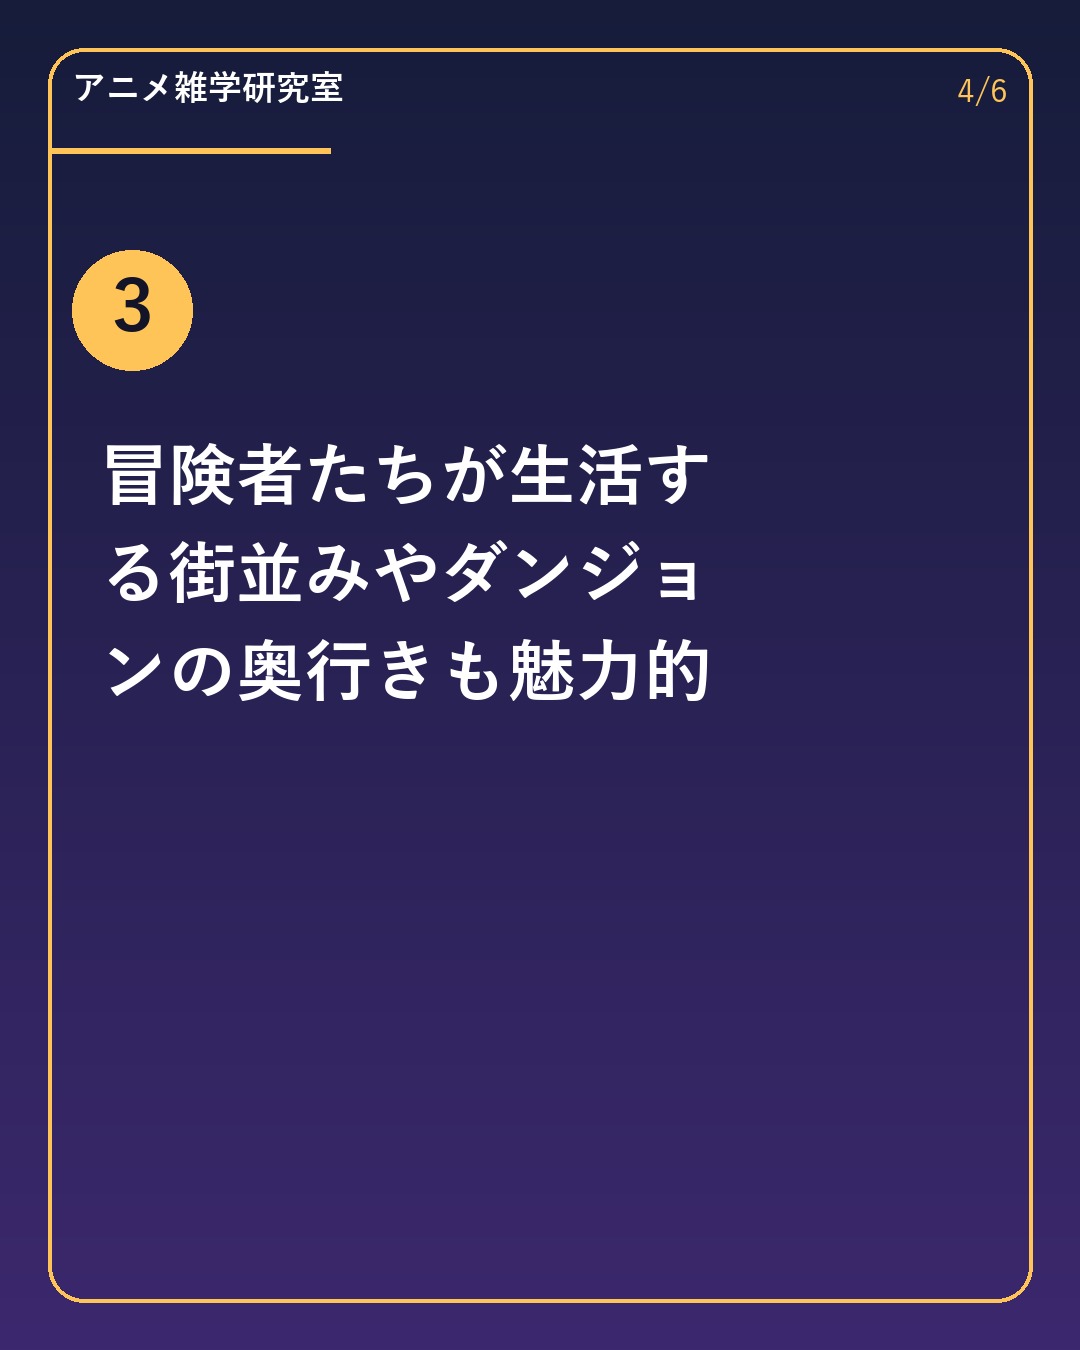 アニメ雑学研究室
4/6
3
冒険者たちが生活す
る街並みやダンジョ
ンの奥行きも魅力的